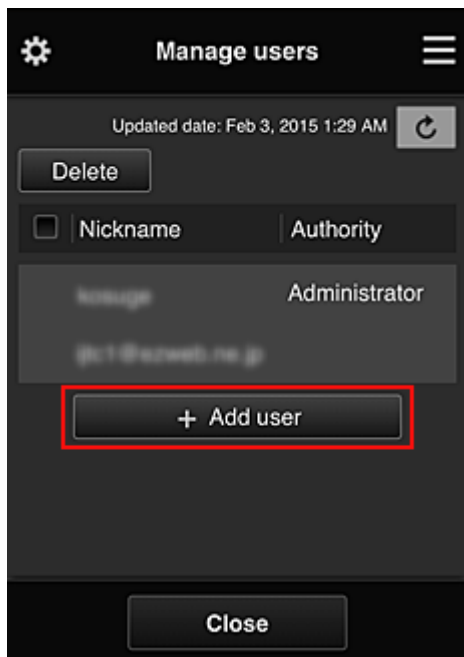 Manage users
Updated date: Feb 3, 2015 1:29 AM
Delete
Nickname Authority
Administrator
+ Add user
Close